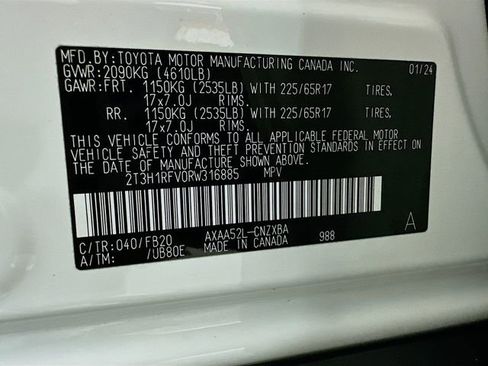 MFD.BY:TOYOTA MOTOR MANUFACTURING CANADA INC. 01/24
GVWR:2090KG (4610LB)
GAWR:FRT. 1150KG (2535LB) WITH 225/65R17 TIRES.
17x7.0J RIMS.
RR. 1150KG (2535LB) WITH 225/65R17 TIRES.
17x7.0J RIMS.
THIS VEHICLE CONFORMS TO ALL APPLICABLE FEDERAL MOTOR
VEHICLE SAFETY AND THEFT PREVENTION STANDARDS IN EFFECT ON
THE DATE OF MANUFACTURE SHOWN ABOVE.
2T3H1RFV0RW316885 MPV
C/TR:040/FB20 AXAA52L-CNZXBA A
A/TM: /UB80E MADE IN CANADA 988